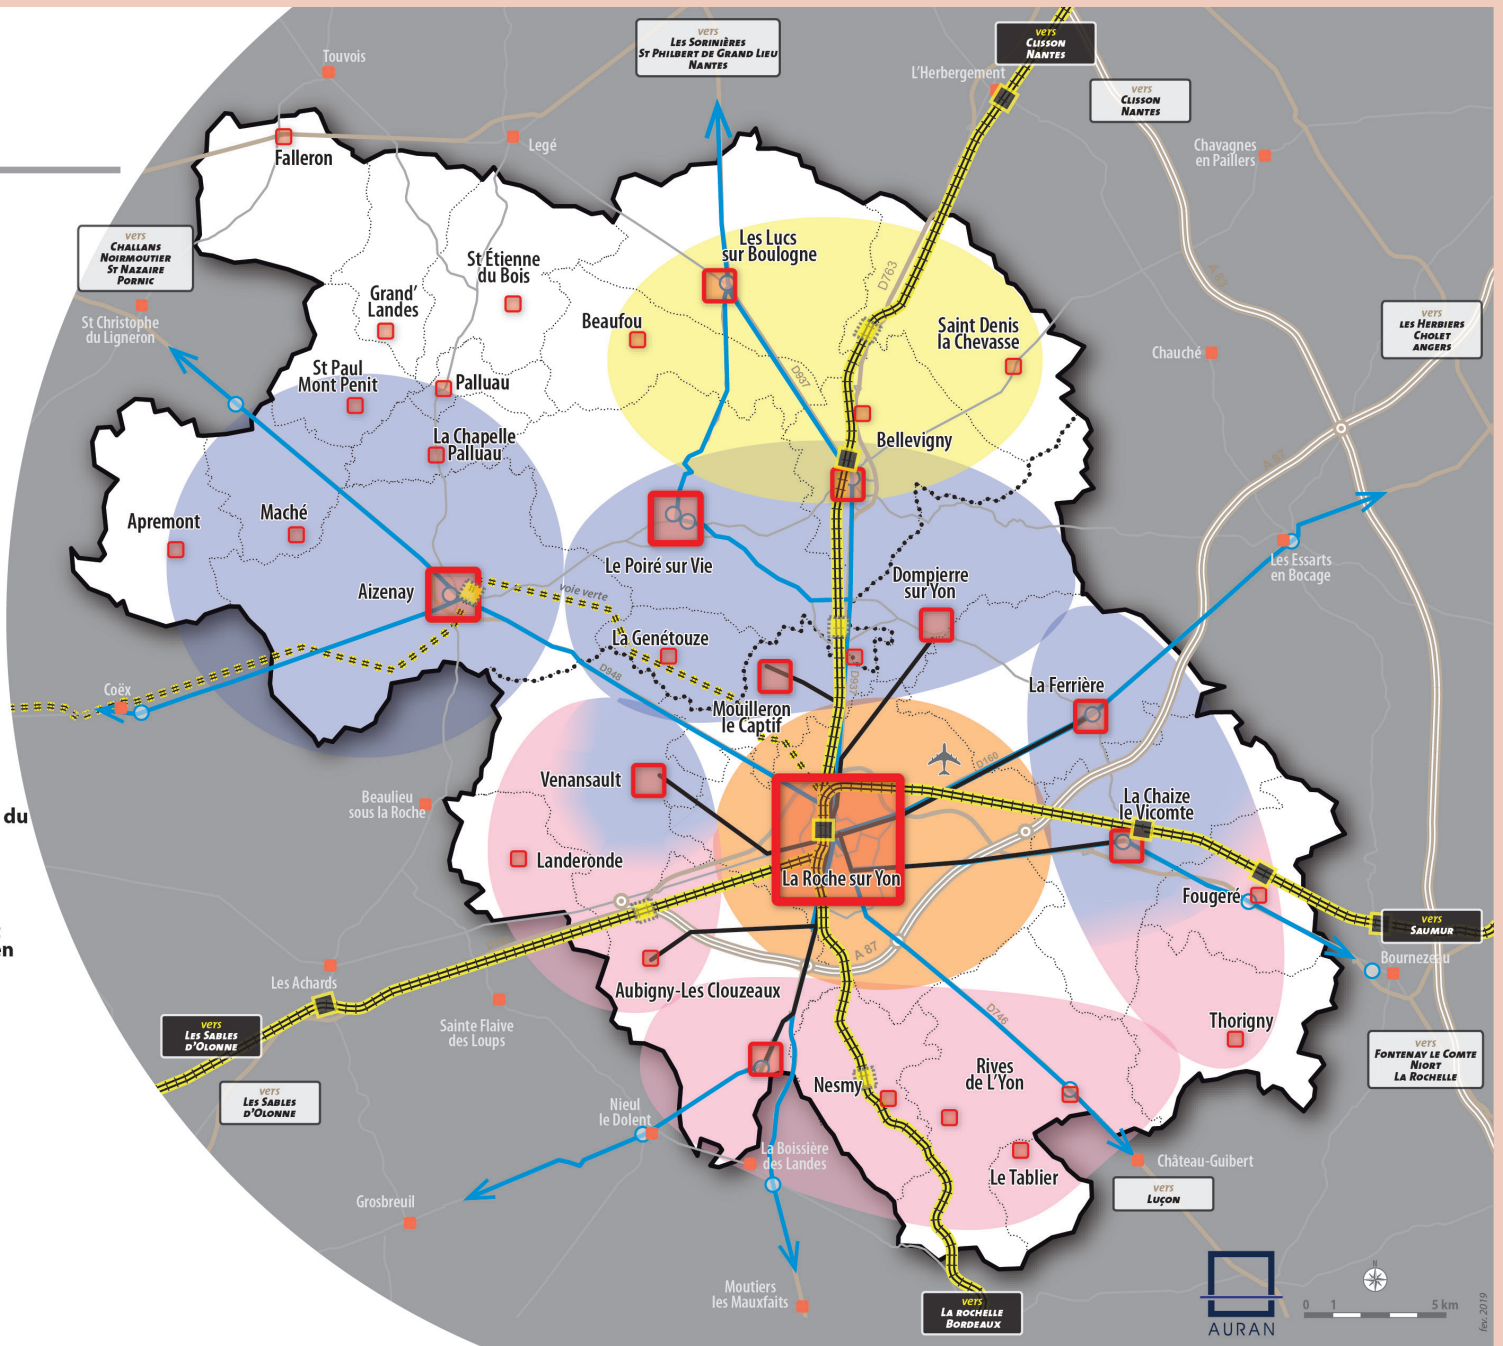 vers
LES SORINIÈRES
ST PHILBERT DE GRAND LIEU
NANTES
vers
CLISSON
NANTES
Touvois
L'Herbergement
vers
CLISSON
NANTES
Legé
Falleron
Chavagnes
en Paillers
vers
CHALLANS
NOIRMOUTIER
ST NAZAIRE
PORNIC
Les Lucs
sur Boulogne
St Étienne
du Bois
D763
A 83
Grand'
Landes
St Christophe
du Ligneron
Beaufou
Saint Denis
la Chevasse
vers
LES HERBIERS
CHOLET
ANGERS
Chauché
St Paul
Mont Penit
Palluau
D937
La Chapelle
Palluau
Bellevigny
A 87
Apremont
Maché
Le Poiré sur Vie
Les Essarts
en Bocage
Aizenay
voie verte
Dompierre
sur Yon
La Genétouze
D948
D937
La Ferrière
Coëx
Mouilleron
le Captif
D160
Venansault
Beaulieu
sous la Roche
La Chaize
le Vicomte
du
Landeronde
La Roche sur Yon
Fougeré
vers
SAUMUR
en
A 87
Bournezeau
Les Achards
Aubigny-Les Clouzeaux
Sainte Flaive
des Loups
D746
Thorigny
vers
LES SABLES
D'OLONNE
vers
FONTENAY LE COMTE
NIORT
LA ROCHELLE
Rives
de L'Yon
Nesmy
vers
LES SABLES
D'OLONNE
Nieul
le Dolent
La Boissière
des Landes
Château-Guibert
Le Tablier
vers
LUÇON
Grosbreuil
Moutiers
les Mauxfaits
vers
LA ROCHELLE
BORDEAUX
N
0 1 5 km
AURAN
fev.2019